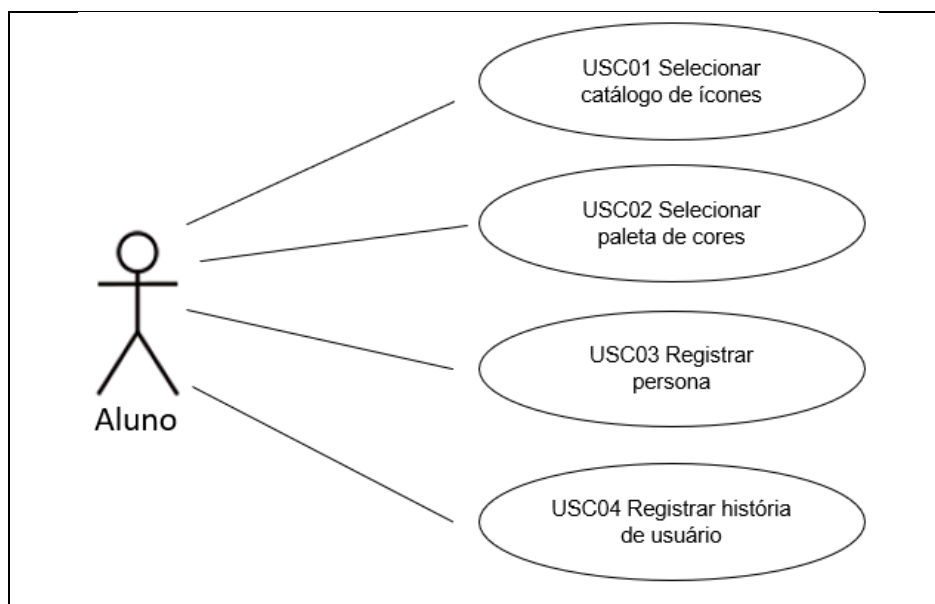 USC01 Selecionar
catálogo de ícones
USC02 Selecionar
paleta de cores
USC03 Registrar
persona
Aluno
USC04 Registrar história
de usuário